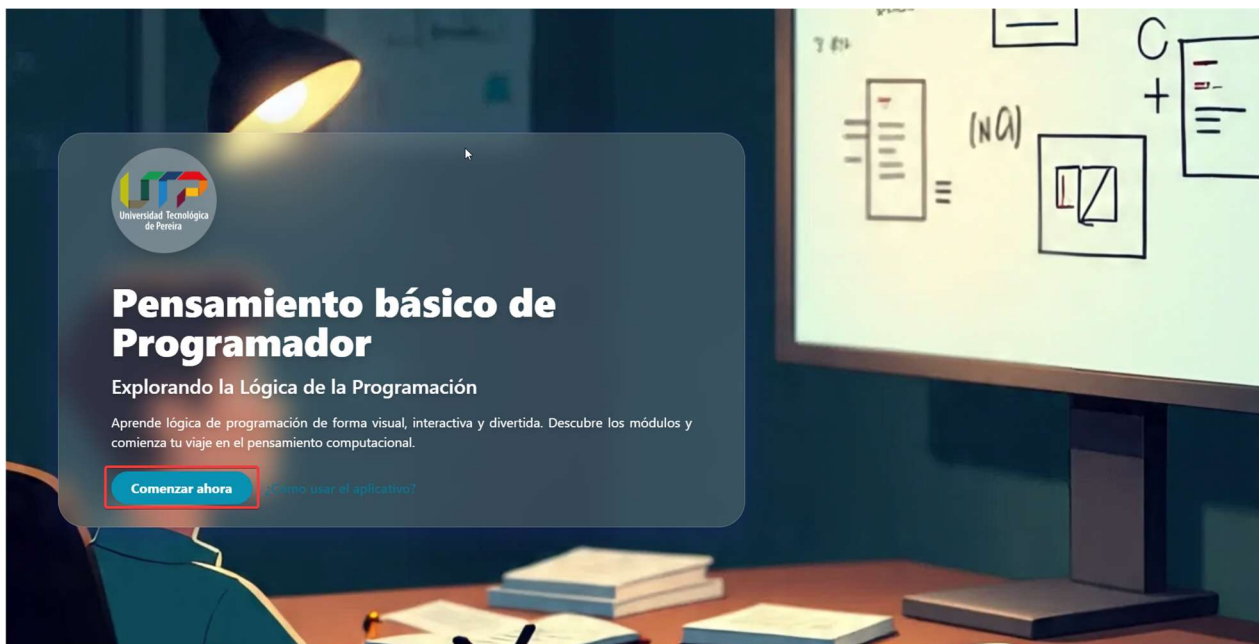 C
+
(NA)
UTP
Universidad Tecnológica
de Pereira
Pensamiento básico de
Programador
Explorando la Lógica de la Programación
Aprende lógica de programación de forma visual, interactiva y divertida. Descubre los módulos y
comienza tu viaje en el pensamiento computacional.
Comenzar ahora
¿Cómo usar el aplicativo?